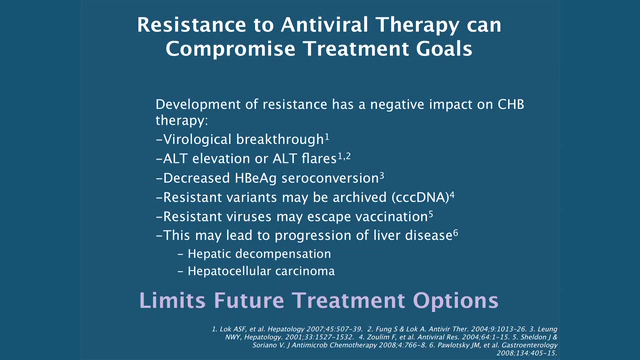 Resistance to Antiviral Therapy can
Compromise Treatment Goals
Development of resistance has a negative impact on CHB
therapy:
-Virological breakthrough¹
-ALT elevation or ALT flares¹,²
-Decreased HBeAg seroconversion³
-Resistant variants may be archived (cccDNA)⁴
-Resistant viruses may escape vaccination⁵
-This may lead to progression of liver disease⁶
- Hepatic decompensation
- Hepatocellular carcinoma
Limits Future Treatment Options
1. Lok ASF, et al. Hepatology 2007;45:507-39. 2. Fung S & Lok A. Antivir Ther. 2004;9:1013-26. 3. Leung
NWY, Hepatology. 2001;33:1527-1532. 4. Zoulim F, et al. Antiviral Res. 2004;64:1-15. 5. Sheldon J &
Soriano V. J Antimicrob Chemotherapy 2008;4:766-8. 6. Pawlotsky JM, et al. Gastroenterology
2008;134:405-15.